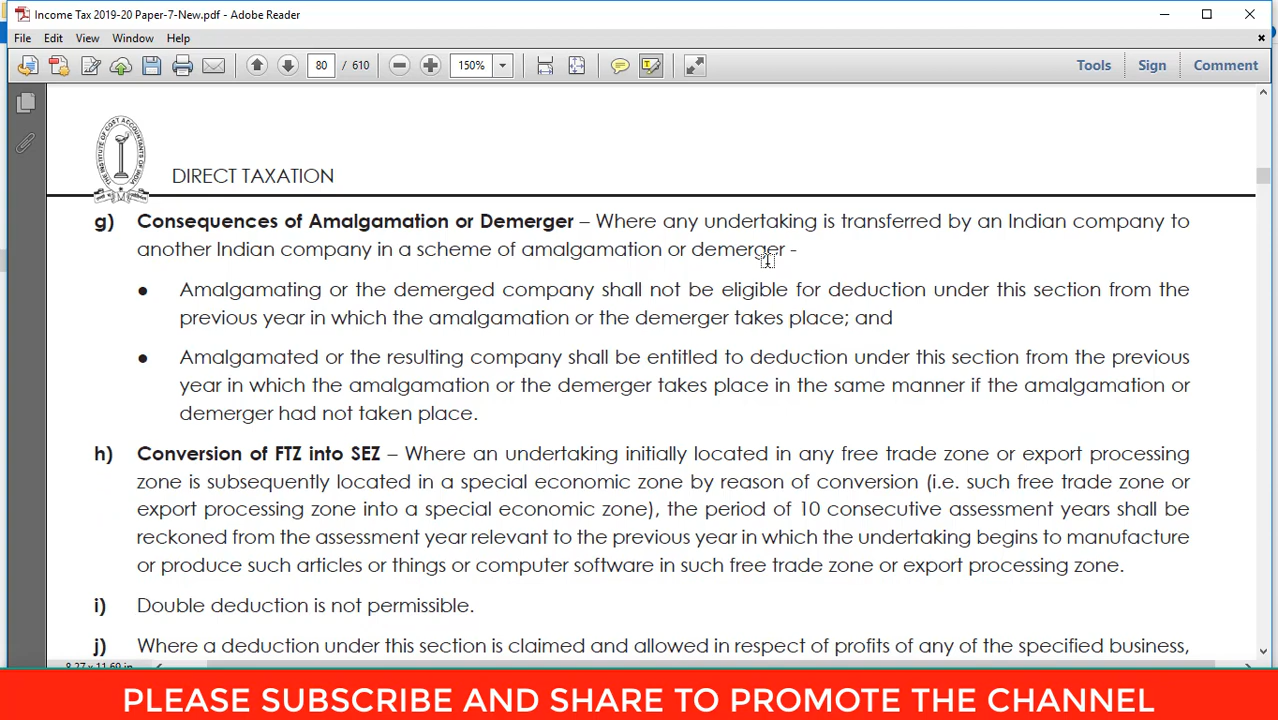 Income Tax 2019-20 Paper-7-New.pdf - Adobe Reader
File Edit View Window Help
80 / 610 150% Tools Sign Comment
THE INSTITUTE OF COST ACCOUNTANTS OF INDIA
DIRECT TAXATION
g) Consequences of Amalgamation or Demerger – Where any undertaking is transferred by an Indian company to
another Indian company in a scheme of amalgamation or demerger -
● Amalgamating or the demerged company shall not be eligible for deduction under this section from the
previous year in which the amalgamation or the demerger takes place; and
● Amalgamated or the resulting company shall be entitled to deduction under this section from the previous
year in which the amalgamation or the demerger takes place in the same manner if the amalgamation or
demerger had not taken place.
h) Conversion of FTZ into SEZ – Where an undertaking initially located in any free trade zone or export processing
zone is subsequently located in a special economic zone by reason of conversion (i.e. such free trade zone or
export processing zone into a special economic zone), the period of 10 consecutive assessment years shall be
reckoned from the assessment year relevant to the previous year in which the undertaking begins to manufacture
or produce such articles or things or computer software in such free trade zone or export processing zone.
i) Double deduction is not permissible.
j) Where a deduction under this section is claimed and allowed in respect of profits of any of the specified business,
8.27 x 11.69 in
PLEASE SUBSCRIBE AND SHARE TO PROMOTE THE CHANNEL